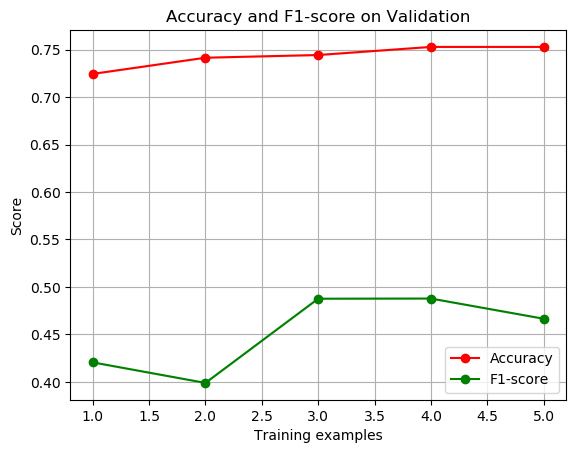 Accuracy and F1-score on Validation
Score
0.75
0.70
0.65
0.60
0.55
0.50
0.45
0.40
Accuracy
F1-score
1.0 1.5 2.0 2.5 3.0 3.5 4.0 4.5 5.0
Training examples